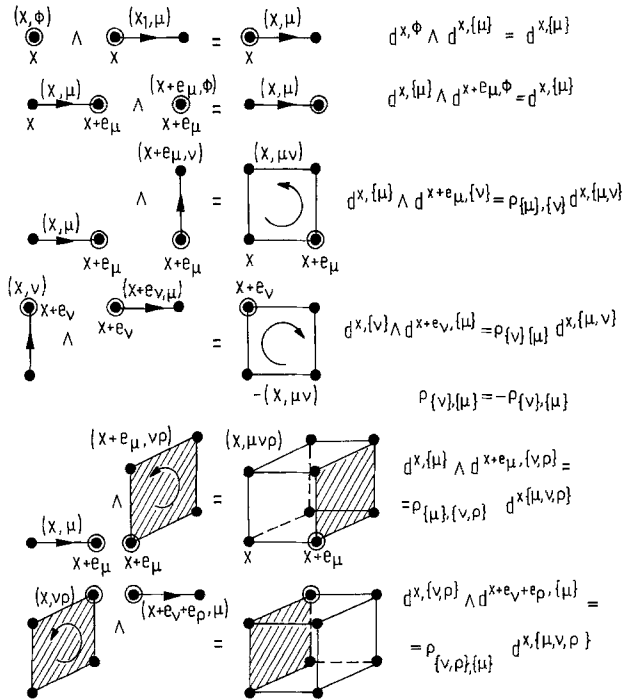 (x,ϕ) ∧ (x₁,μ) = (x,μ) d^{x,ϕ} ∧ d^{x,{μ}} = d^{x,{μ}}
x x x
(x,μ) ∧ (x+e_μ,ϕ) = (x,μ) d^{x,{μ}} ∧ d^{x+e_μ,ϕ} = d^{x,{μ}}
x x+e_μ x+e_μ x+e_μ
(x+e_μ,ν) (x,μν)
(x,μ) ∧ = d^{x,{μ}} ∧ d^{x+e_μ,{ν}} = ρ_{{μ},{ν}} d^{x,{μ,ν}}
x+e_μ x+e_μ x x+e_μ
(x,ν) x+e_ν (x+e_ν,μ) x+e_ν
∧ x+e_ν = d^{x,{ν}} ∧ d^{x+e_ν,{μ}} = ρ_{{ν}{μ}} d^{x,{μ,ν}}
-(x,μν) ρ_{{ν},{μ}} = -ρ_{{ν},{μ}}
(x+e_μ,νρ) (x,μνρ) d^{x,{μ}} ∧ d^{x+e_μ,{ν,ρ}} =
(x,μ) ∧ = = ρ_{{μ},{ν,ρ}} d^{x{μ,ν,ρ}}
x+e_μ x+e_μ x x+e_μ
(x,νρ) ∧ (x+e_ν+e_ρ,μ) = d^{x,{ν,ρ}} ∧ d^{x+e_ν+e_ρ,{μ}} =
= ρ_{{ν,ρ},{μ}} d^{x,{μ,ν,ρ}}